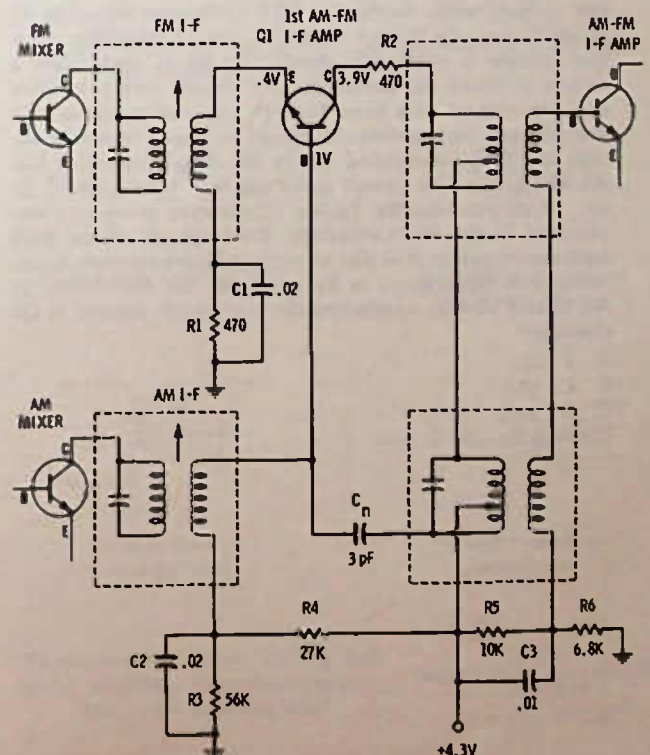 FM
MIXER
FM I-F
1st AM-FM
Q1 I-F AMP
R2
AM-FM
I-F AMP
C
B
E
.4V
E
C
3.9V
470
B
1V
B
E
C1
.02
R1
470
AM
MIXER
AM I-F
C
B
E
Cn
3 pF
R4
27K
R5
10K
R6
6.8K
C2
.02
R3
56K
C3
.01
+4.3V